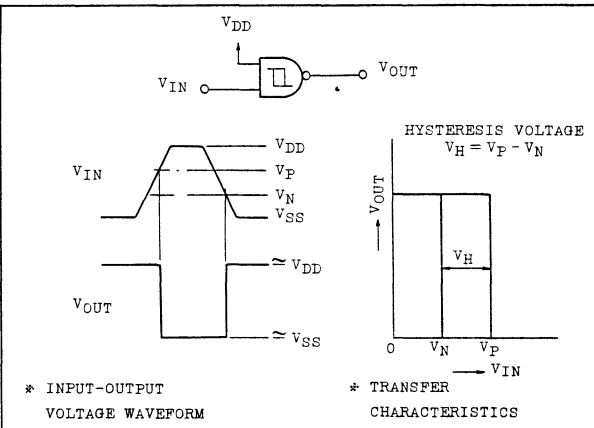 VDD
VIN
VOUT
HYSTERESIS VOLTAGE
VH = VP - VN
VIN
VDD
VP
VN
VSS
VOUT
≃ VDD
≃ VSS
VOUT
VH
0
VN
VP
VIN
* INPUT-OUTPUT
VOLTAGE WAVEFORM
* TRANSFER
CHARACTERISTICS